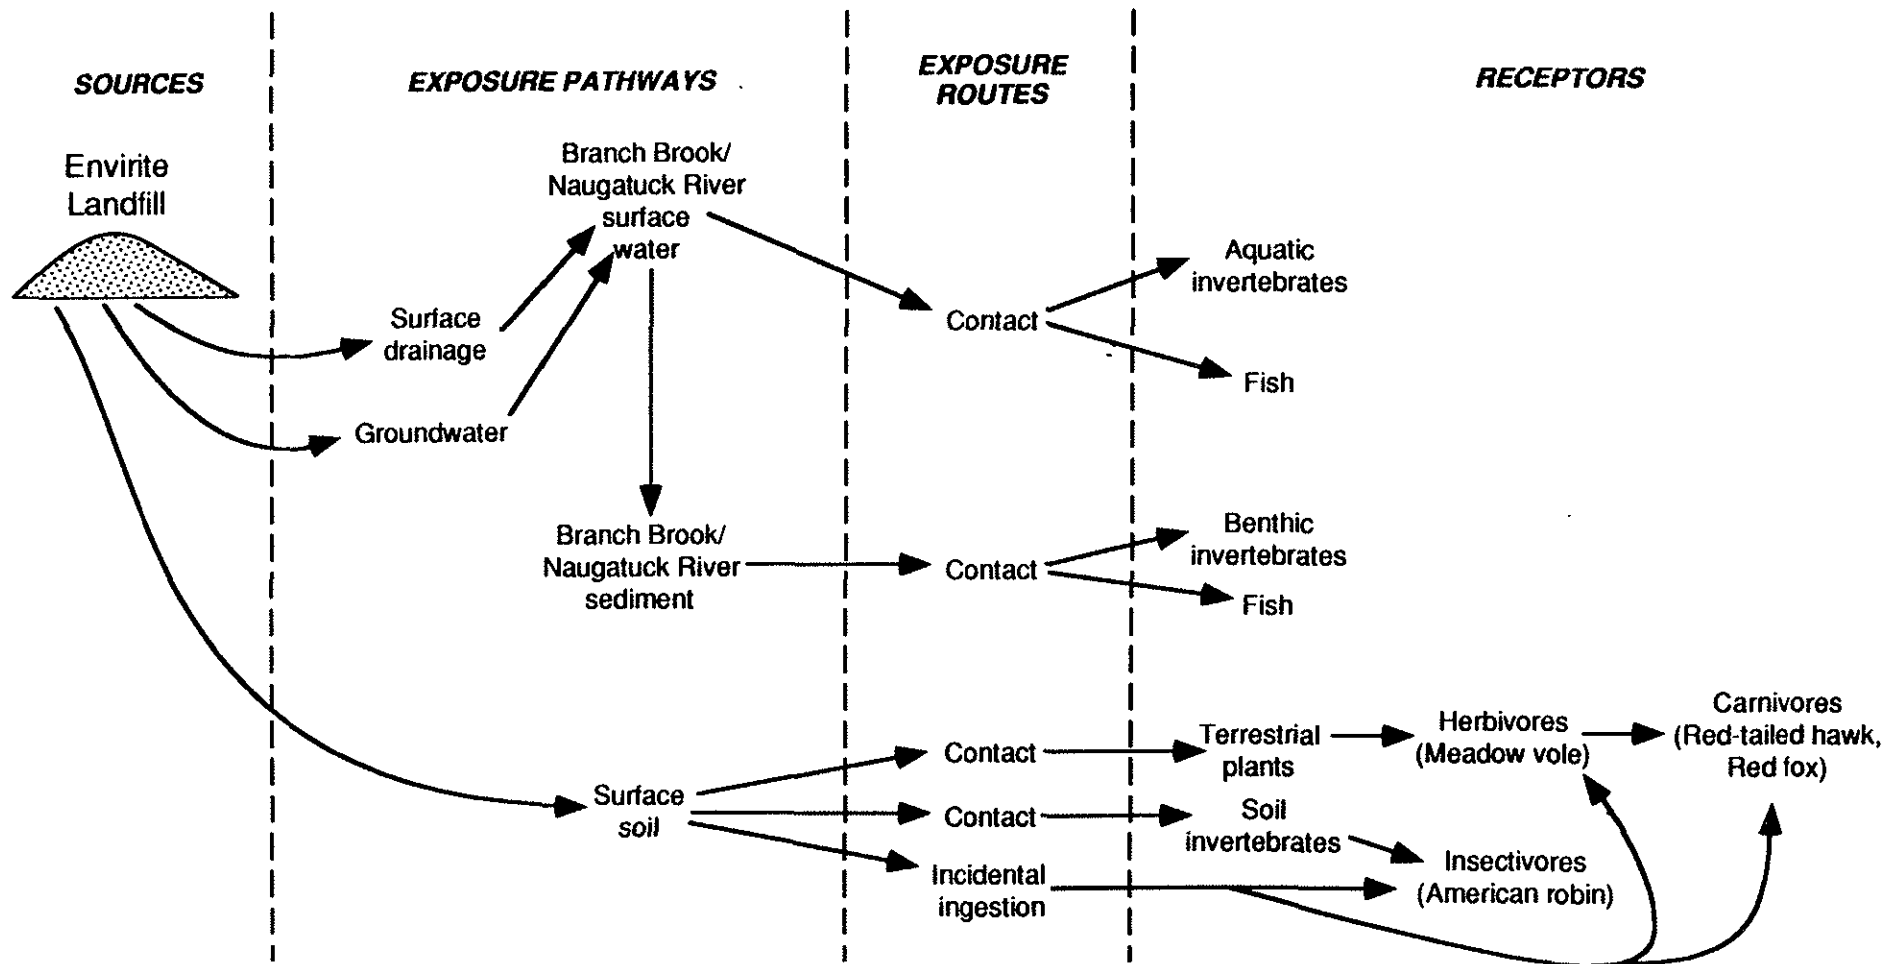 SOURCES
EXPOSURE PATHWAYS
EXPOSURE
ROUTES
RECEPTORS
Envirite
Landfill
Branch Brook/
Naugatuck River
surface
water
Surface
drainage
Groundwater
Contact
Aquatic
invertebrates
Fish
Branch Brook/
Naugatuck River
sediment
Contact
Benthic
invertebrates
Fish
Surface
soil
Contact
Terrestrial
plants
Herbivores
(Meadow vole)
Carnivores
(Red-tailed hawk,
Red fox)
Contact
Soil
invertebrates
Incidental
ingestion
Insectivores
(American robin)